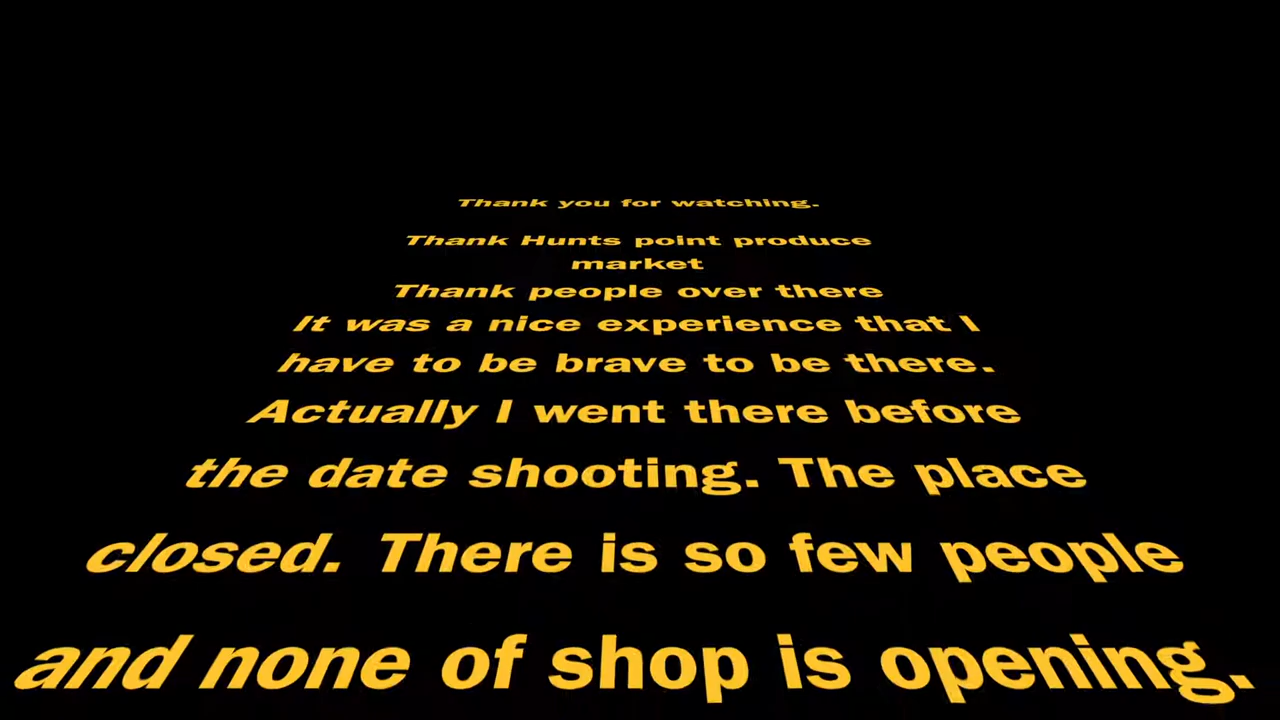 Thank you for watching.
Thank Hunts point produce
market
Thank people over there
It was a nice experience that I
have to be brave to be there.
Actually I went there before
the date shooting. The place
closed. There is so few people
and none of shop is opening.